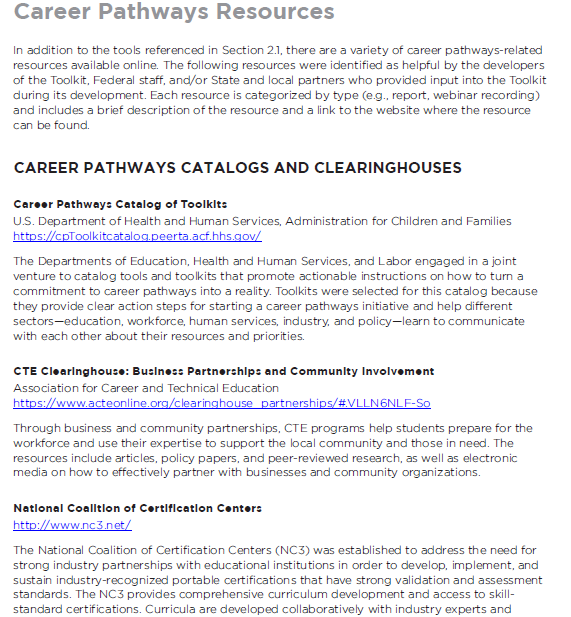 Career Pathways Resources
In addition to the tools referenced in Section 2.1, there are a variety of career pathways-related
resources available online. The following resources were identified as helpful by the developers
of the Toolkit, Federal staff, and/or State and local partners who provided input into the Toolkit
during its development. Each resource is categorized by type (e.g., report, webinar recording)
and includes a brief description of the resource and a link to the website where the resource
can be found.
CAREER PATHWAYS CATALOGS AND CLEARINGHOUSES
Career Pathways Catalog of Toolkits
U.S. Department of Health and Human Services, Administration for Children and Families
https://cpToolkitcatalog.peerta.acf.hhs.gov/
The Departments of Education, Health and Human Services, and Labor engaged in a joint
venture to catalog tools and toolkits that promote actionable instructions on how to turn a
commitment to career pathways into a reality. Toolkits were selected for this catalog because
they provide clear action steps for starting a career pathways initiative and help different
sectors—education, workforce, human services, industry, and policy—learn to communicate
with each other about their resources and priorities.
CTE Clearinghouse: Business Partnerships and Community Involvement
Association for Career and Technical Education
https://www.acteonline.org/clearinghouse_partnerships/#.VLLN6NLF-So
Through business and community partnerships, CTE programs help students prepare for the
workforce and use their expertise to support the local community and those in need. The
resources include articles, policy papers, and peer-reviewed research, as well as electronic
media on how to effectively partner with businesses and community organizations.
National Coalition of Certification Centers
http://www.nc3.net/
The National Coalition of Certification Centers (NC3) was established to address the need for
strong industry partnerships with educational institutions in order to develop, implement, and
sustain industry-recognized portable certifications that have strong validation and assessment
standards. The NC3 provides comprehensive curriculum development and access to skill-
standard certifications. Curricula are developed collaboratively with industry experts and